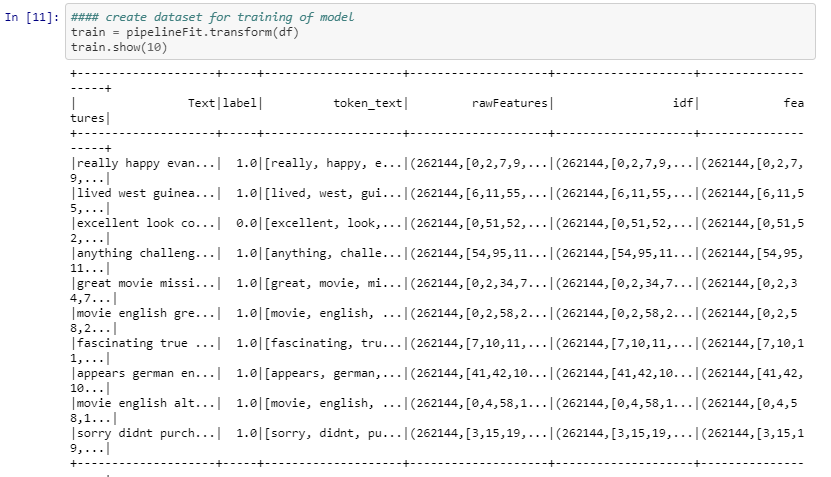 In [11]: #### create dataset for training of model
train = pipelineFit.transform(df)
train.show(10)
+--------------------+-----+--------------------+--------------------+--------------------+---------------
-----+
|                Text|label|          token_text|         rawFeatures|                 idf|            fea
tures|
+--------------------+-----+--------------------+--------------------+--------------------+---------------
-----+
|really happy evan...|  1.0|[really, happy, e...|(262144,[0,2,7,9,...|(262144,[0,2,7,9,...|(262144,[0,2,7,
9,...|
|lived west guinea...|  1.0|[lived, west, gui...|(262144,[6,11,55,...|(262144,[6,11,55,...|(262144,[6,11,5
5,...|
|excellent look co...|  0.0|[excellent, look,...|(262144,[0,51,52,...|(262144,[0,51,52,...|(262144,[0,51,5
2,...|
|anything challeng...|  1.0|[anything, challe...|(262144,[54,95,11...|(262144,[54,95,11...|(262144,[54,95,
11...|
|great movie missi...|  1.0|[great, movie, mi...|(262144,[0,2,34,7...|(262144,[0,2,34,7...|(262144,[0,2,3
4,7...|
|movie english gre...|  1.0|[movie, english, ...|(262144,[0,2,58,2...|(262144,[0,2,58,2...|(262144,[0,2,5
8,2...|
|fascinating true ...|  1.0|[fascinating, tru...|(262144,[7,10,11,...|(262144,[7,10,11,...|(262144,[7,10,1
1,...|
|appears german en...|  1.0|[appears, german,...|(262144,[41,42,10...|(262144,[41,42,10...|(262144,[41,42,
10...|
|movie english alt...|  1.0|[movie, english, ...|(262144,[0,4,58,1...|(262144,[0,4,58,1...|(262144,[0,4,5
8,1...|
|sorry didnt purch...|  1.0|[sorry, didnt, pu...|(262144,[3,15,19,...|(262144,[3,15,19,...|(262144,[3,15,1
9,...|
+--------------------+-----+--------------------+--------------------+--------------------+---------------